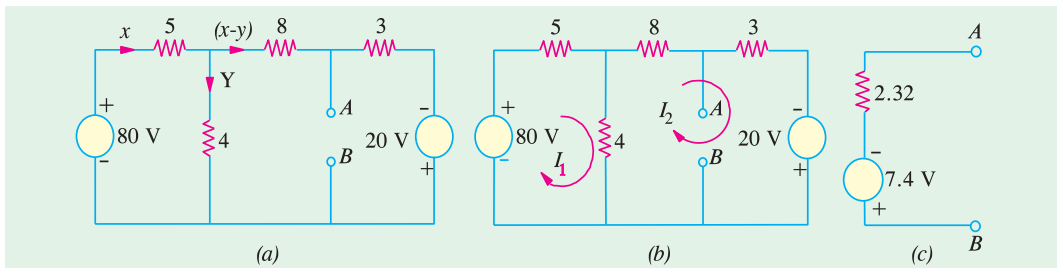 x 5 (x-y) 8 3
Y
+ 80 V -
4
A
B
- 20 V +
(a)
5 8 3
+ 80 V -
I1
4
I2
A
B
- 20 V +
(b)
A
2.32
-
7.4 V
+
B
(c)